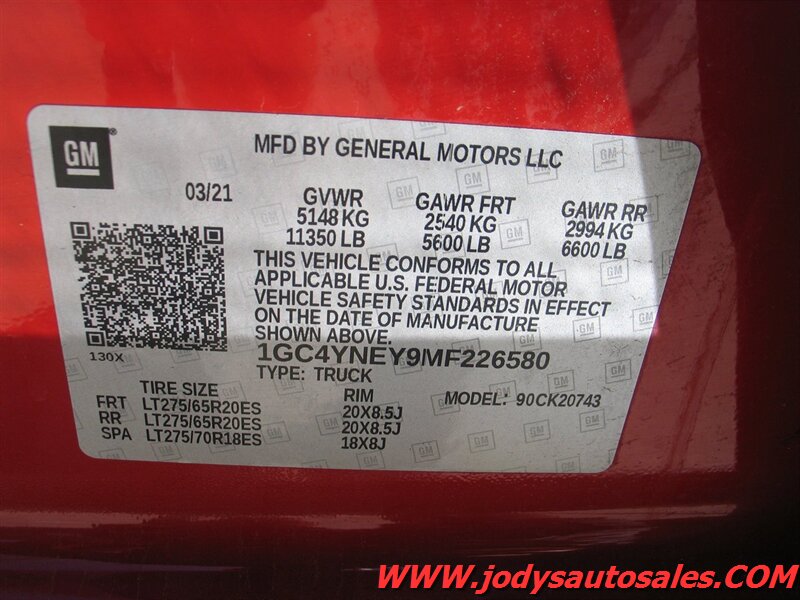 GM
MFD BY GENERAL MOTORS LLC
03/21
GVWR
5148 KG
11350 LB
GAWR FRT
2540 KG
5600 LB
GAWR RR
2994 KG
6600 LB
THIS VEHICLE CONFORMS TO ALL
APPLICABLE U.S. FEDERAL MOTOR
VEHICLE SAFETY STANDARDS IN EFFECT
ON THE DATE OF MANUFACTURE
SHOWN ABOVE.
130X
1GC4YNEY9MF226580
TYPE: TRUCK
MODEL: 90CK20743
TIRE SIZE RIM
FRT LT275/65R20ES 20X8.5J
RR LT275/65R20ES 20X8.5J
SPA LT275/70R18ES 18X8J
WWW.jodysautosales.COM